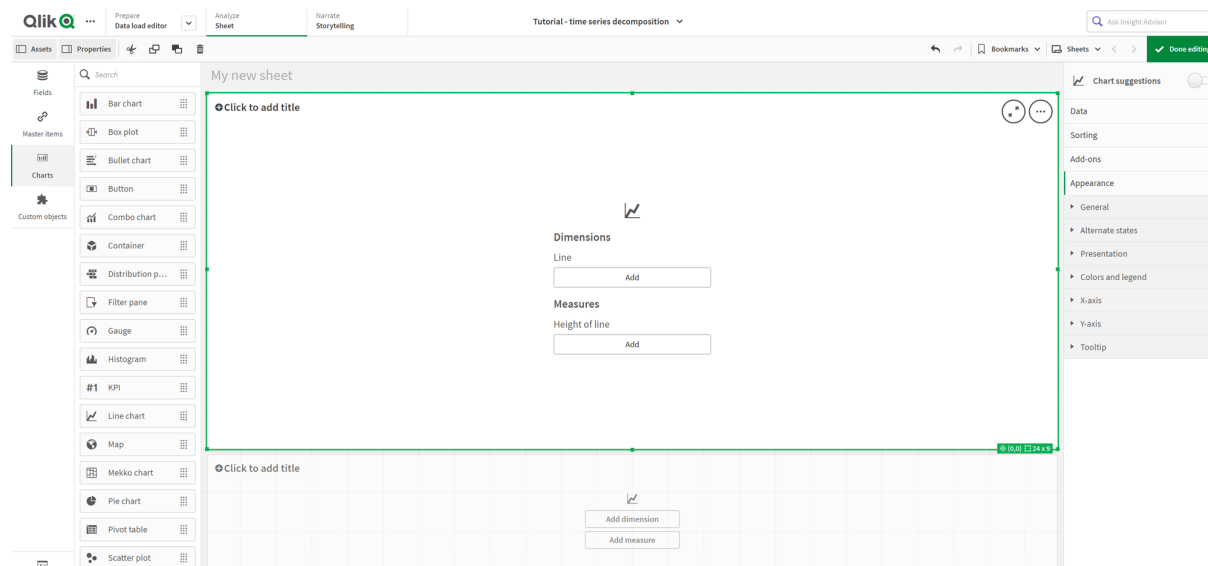 Qlik
Prepare
Data load editor
Analyze
Sheet
Narrate
Storytelling
Tutorial - time series decomposition
Ask Insight Advisor
Assets
Properties
Bookmarks
Sheets
Done editing
Fields
Master items
Charts
Custom objects
Search
Bar chart
Box plot
Bullet chart
Button
Combo chart
Container
Distribution p...
Filter pane
Gauge
Histogram
#1 KPI
Line chart
Map
Mekko chart
Pie chart
Pivot table
Scatter plot
My new sheet
Click to add title
Dimensions
Line
Add
Measures
Height of line
Add
(0,0) 24 x 9
Click to add title
Add dimension
Add measure
Chart suggestions
Data
Sorting
Add-ons
Appearance
General
Alternate states
Presentation
Colors and legend
X-axis
Y-axis
Tooltip